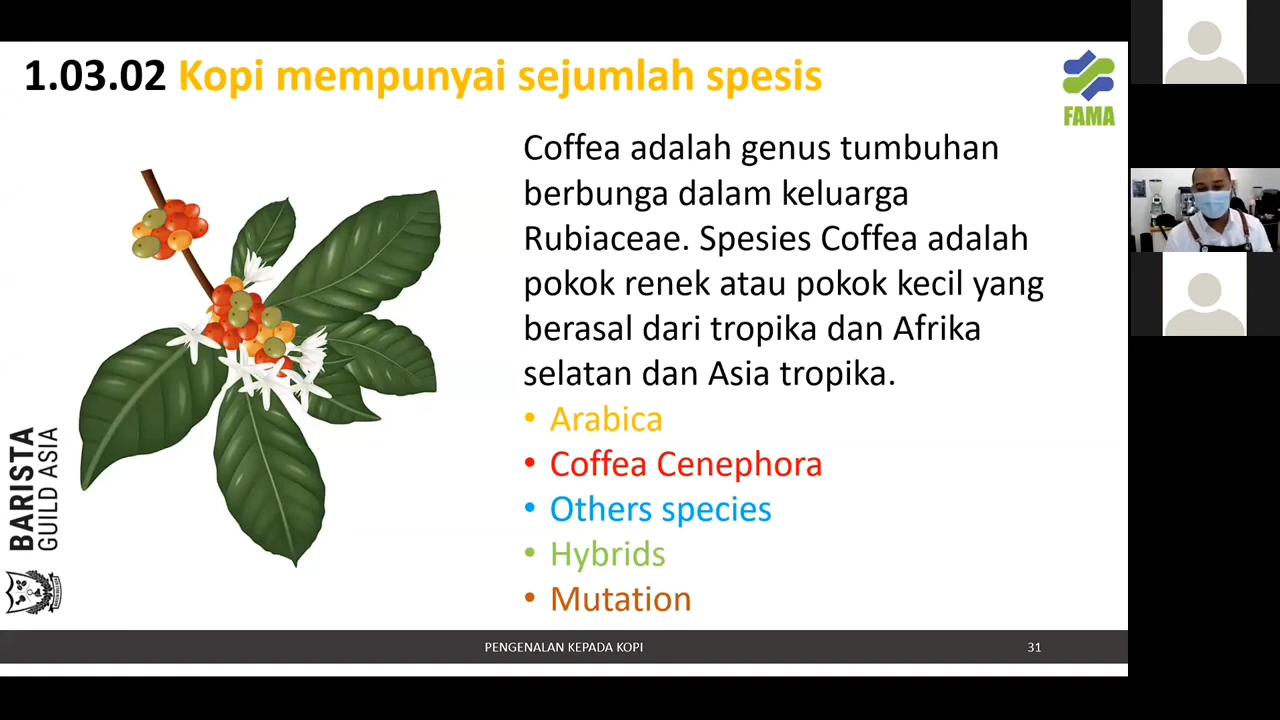 1.03.02 Kopi mempunyai sejumlah spesis
FAMA
Coffea adalah genus tumbuhan
berbunga dalam keluarga
Rubiaceae. Spesies Coffea adalah
pokok renek atau pokok kecil yang
berasal dari tropika dan Afrika
selatan dan Asia tropika.
• Arabica
• Coffea Cenephora
• Others species
• Hybrids
• Mutation
BARISTA
GUILD ASIA
PENGENALAN KEPADA KOPI
31